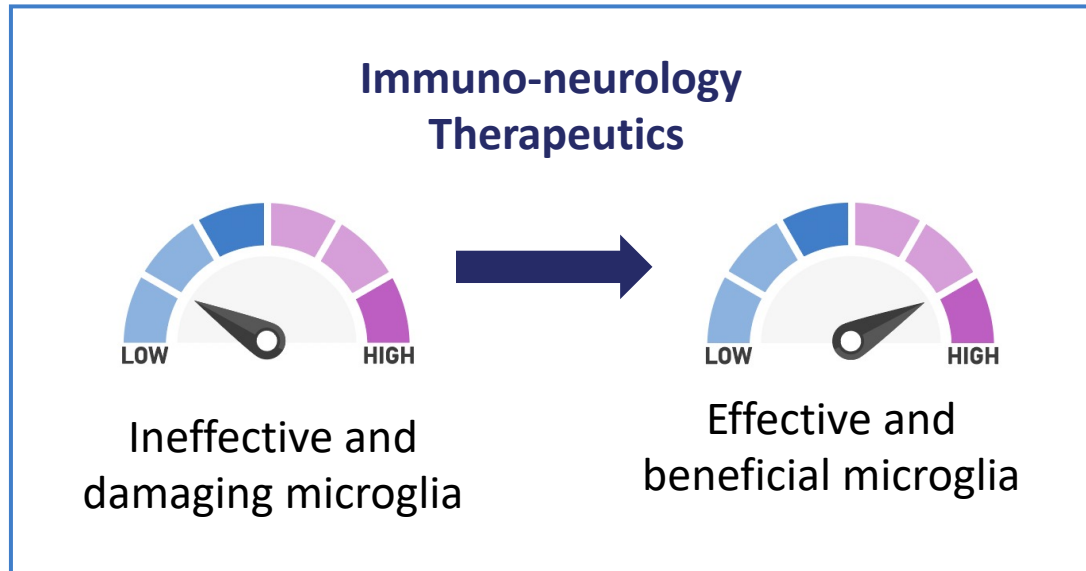 Immuno-neurology
Therapeutics
LOW
HIGH
LOW
HIGH
Ineffective and
damaging microglia
Effective and
beneficial microglia